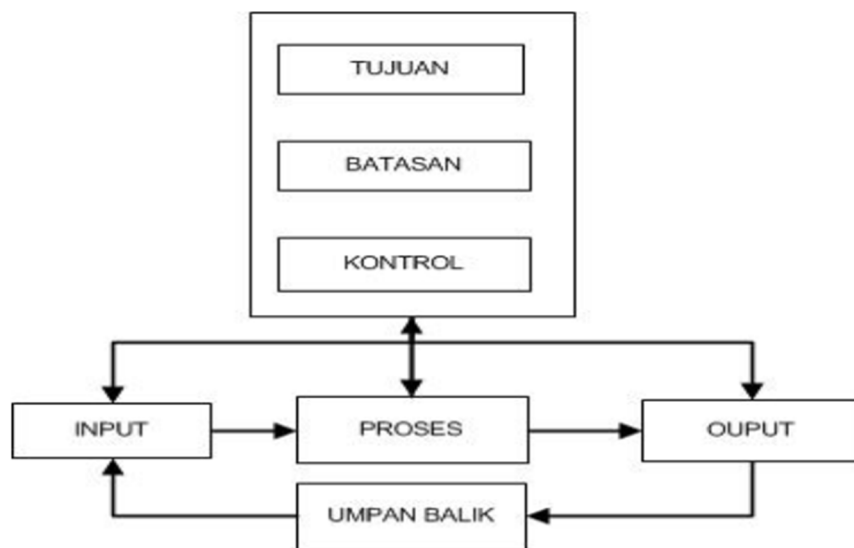 TUJUAN
BATASAN
KONTROL
INPUT
PROSES
OUPUT
UMPAN BALIK